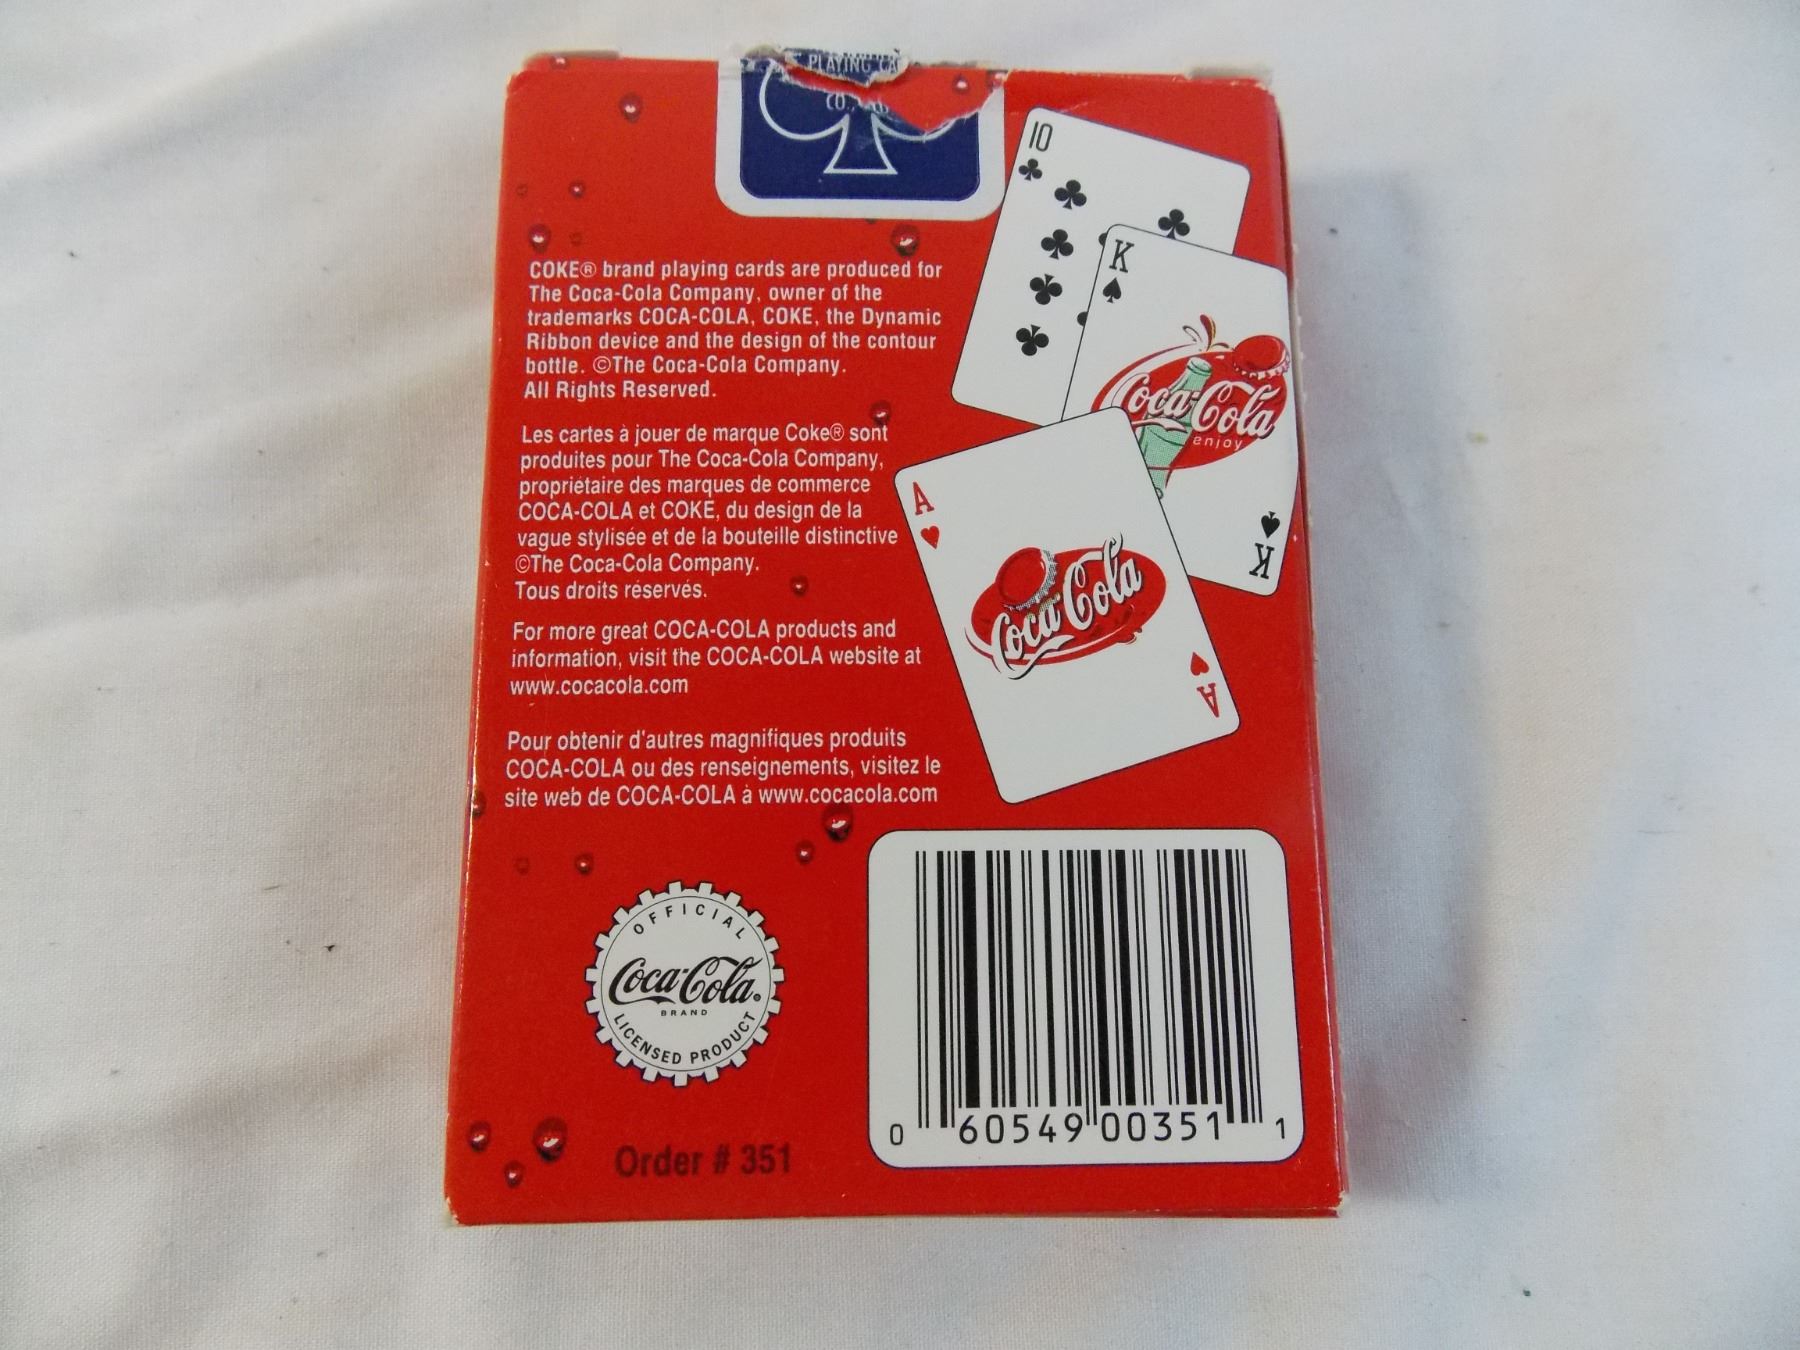 PLAYING CA
CO.,
10
K
COKE® brand playing cards are produced for
The Coca-Cola Company, owner of the
trademarks COCA-COLA, COKE, the Dynamic
Ribbon device and the design of the contour
bottle. ©The Coca-Cola Company.
All Rights Reserved.
Coca-Cola
enjoy
Les cartes à jouer de marque Coke® sont
produites pour The Coca-Cola Company,
propriétaire des marques de commerce
COCA-COLA et COKE, du design de la
vague stylisée et de la bouteille distinctive
©The Coca-Cola Company.
Tous droits réservés.
A
K
Coca-Cola
A
For more great COCA-COLA products and
information, visit the COCA-COLA website at
www.cocacola.com
Pour obtenir d'autres magnifiques produits
COCA-COLA ou des renseignements, visitez le
site web de COCA-COLA à www.cocacola.com
OFFICIAL
Coca-Cola®
BRAND
LICENSED PRODUCT
Order # 351
0 60549 00351 1